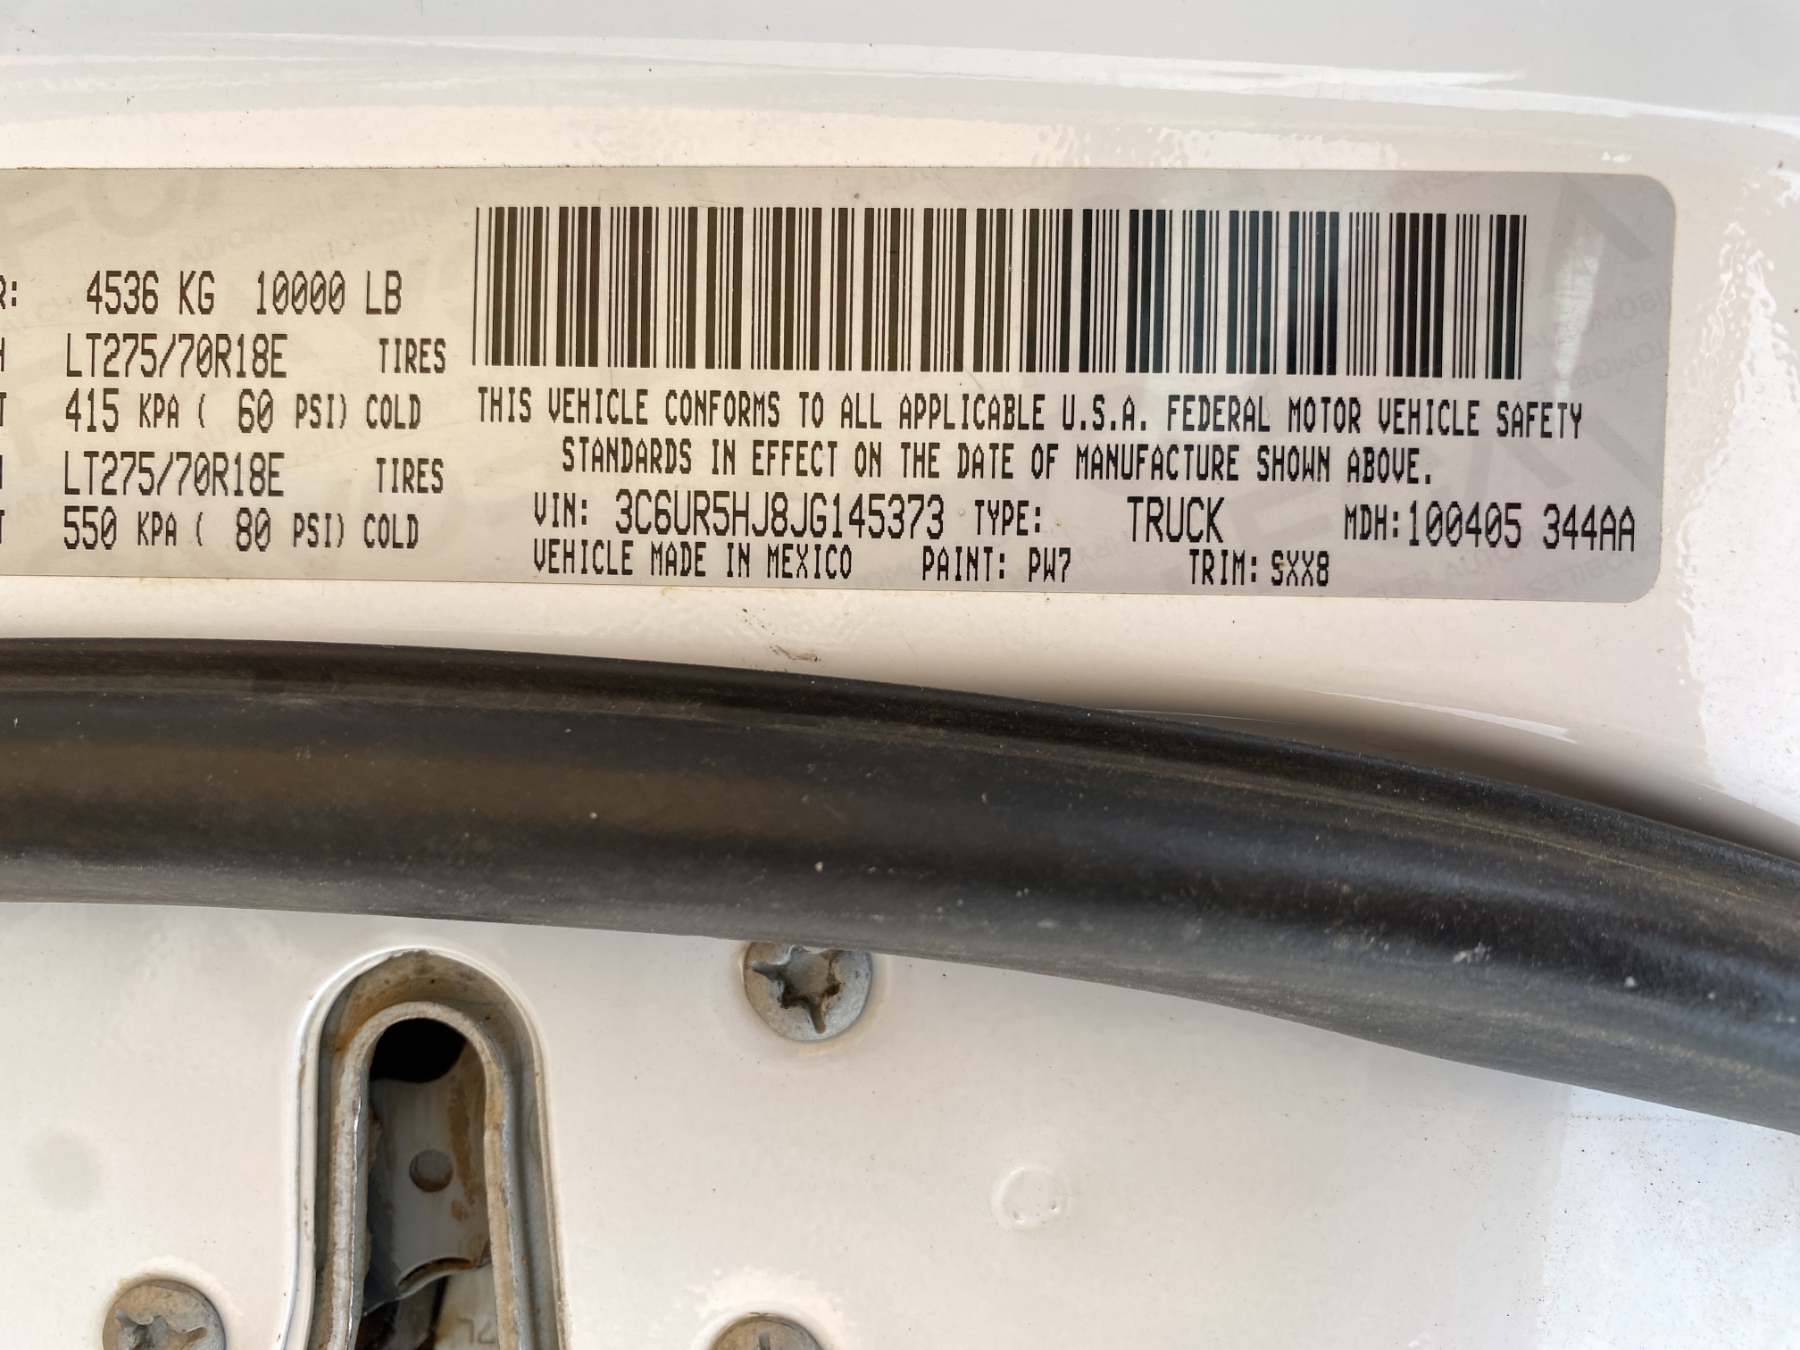 R: 4536 KG 10000 LB
H LT275/70R18E TIRES
T 415 KPA ( 60 PSI) COLD
H LT275/70R18E TIRES
T 550 KPA ( 80 PSI) COLD
THIS VEHICLE CONFORMS TO ALL APPLICABLE U.S.A. FEDERAL MOTOR VEHICLE SAFETY
STANDARDS IN EFFECT ON THE DATE OF MANUFACTURE SHOWN ABOVE.
VIN: 3C6UR5HJ8JG145373 TYPE: TRUCK MDH:100405 344AA
VEHICLE MADE IN MEXICO PAINT: PW7 TRIM: SXX8